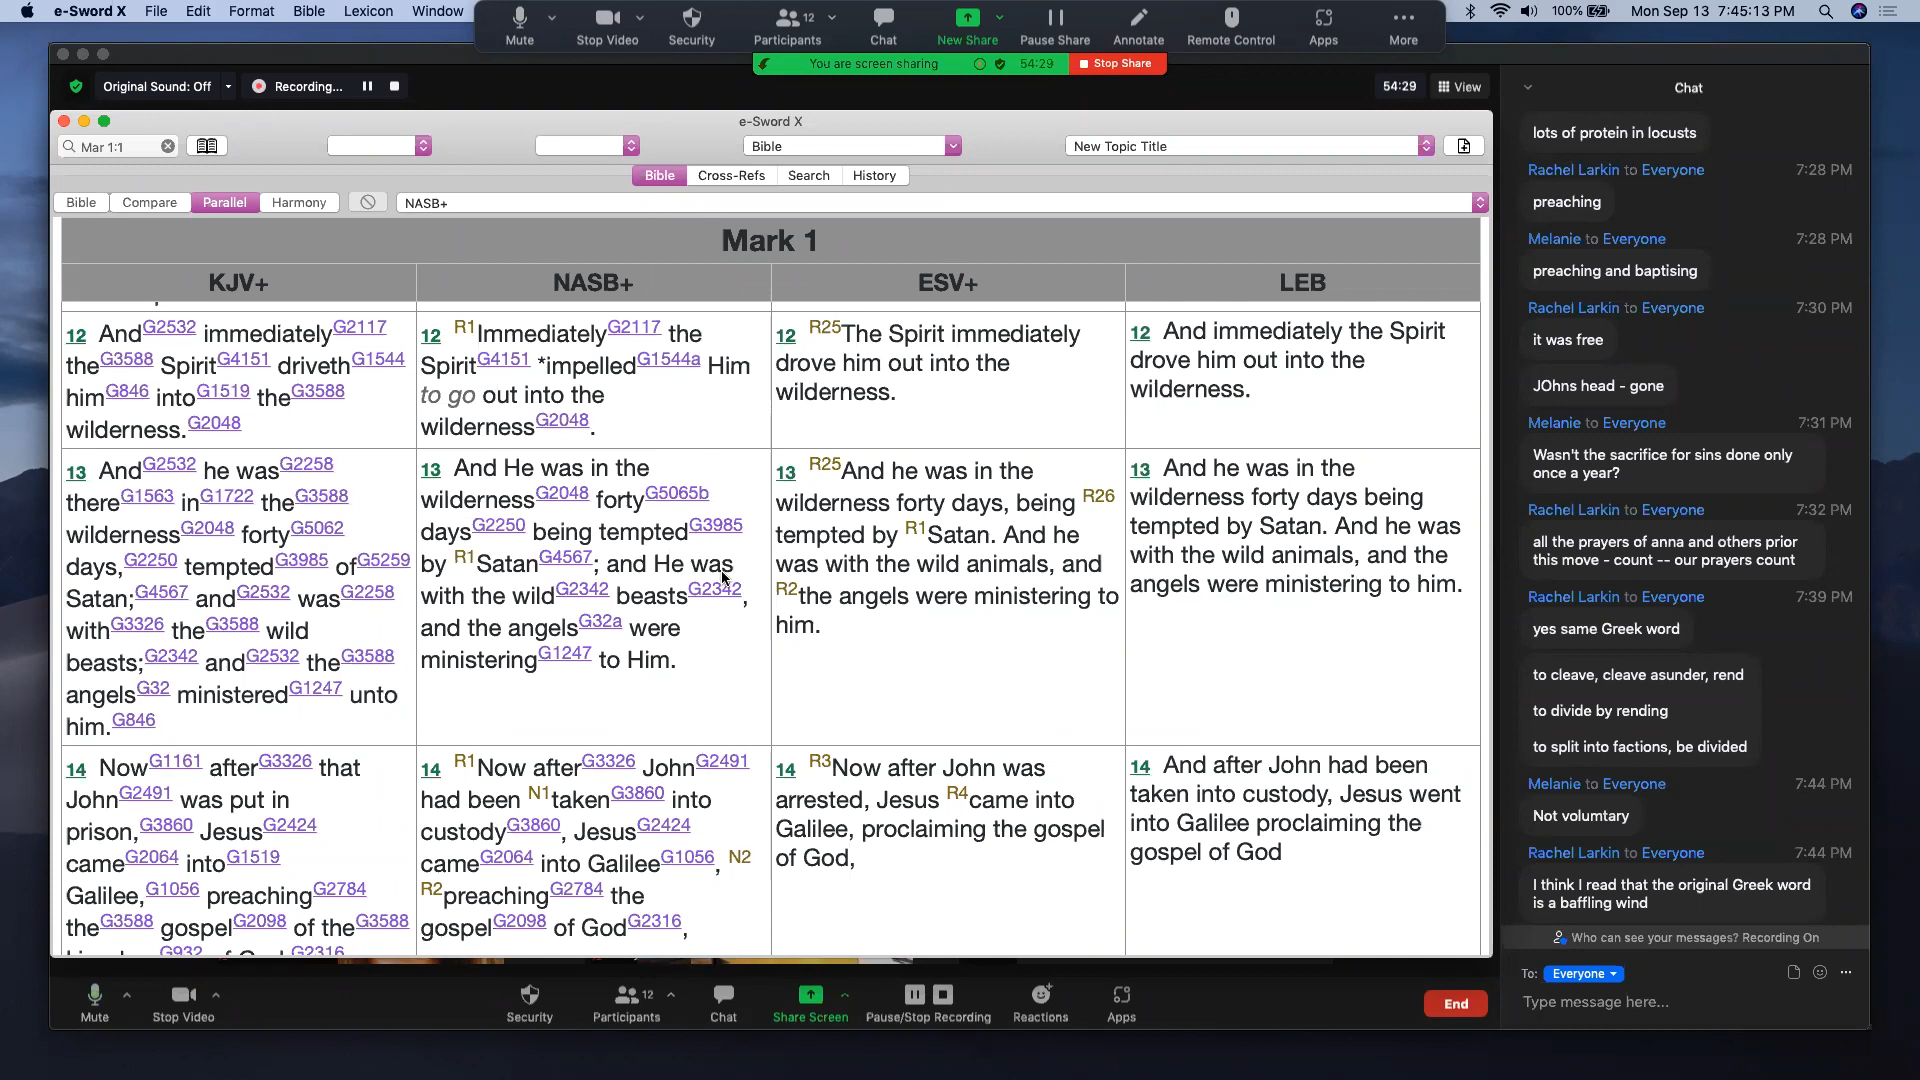 e-Sword X File Edit Format Bible Lexicon Window
100% Mon Sep 13 7:45:13 PM
Mute Stop Video Security Participants 12 Chat New Share Pause Share Annotate Remote Control Apps More
You are screen sharing 54:29 Stop Share
Original Sound: Off Recording... 54:29 View
e-Sword X
Mar 1:1 Bible New Topic Title
Bible Cross-Refs Search History
Bible Compare Parallel Harmony NASB+
Mark 1
KJV+ NASB+ ESV+ LEB
12 AndG2532 immediatelyG2117
theG3588 SpiritG4151 drivethG1544
himG846 intoG1519 theG3588
wilderness.G2048
12 R1ImmediatelyG2117 the
SpiritG4151 *impelledG1544a Him
to go out into the
wildernessG2048.
12 R25The Spirit immediately
drove him out into the
wilderness.
12 And immediately the Spirit
drove him out into the
wilderness.
13 AndG2532 he wasG2258
thereG1563 inG1722 theG3588
wildernessG2048 fortyG5062
days,G2250 temptedG3985 ofG5259
Satan;G4567 andG2532 wasG2258
withG3326 theG3588 wild
beasts;G2342 andG2532 theG3588
angelsG32 ministeredG1247 unto
him.G846
13 And He was in the
wildernessG2048 fortyG5065b
daysG2250 being temptedG3985
by R1SatanG4567; and He was
with the wildG2342 beastsG2342,
and the angelsG32a were
ministeringG1247 to Him.
13 R25And he was in the
wilderness forty days, being R26
tempted by R1Satan. And he
was with the wild animals, and
R2the angels were ministering to
him.
13 And he was in the
wilderness forty days being
tempted by Satan. And he was
with the wild animals, and the
angels were ministering to him.
14 NowG1161 afterG3326 that
JohnG2491 was put in
prison,G3860 JesusG2424
cameG2064 intoG1519
Galilee,G1056 preachingG2784
theG3588 gospelG2098 of theG3588
14 R1Now afterG3326 JohnG2491
had been N1takenG3860 into
custodyG3860, JesusG2424
cameG2064 into GalileeG1056, N2
R2preachingG2784 the
gospelG2098 of GodG2316,
14 R3Now after John was
arrested, Jesus R4came into
Galilee, proclaiming the gospel
of God,
14 And after John had been
taken into custody, Jesus went
into Galilee proclaiming the
gospel of God
Mute Stop Video Security Participants 12 Chat Share Screen Pause/Stop Recording Reactions Apps End
Chat
lots of protein in locusts
Rachel Larkin to Everyone 7:28 PM
preaching
Melanie to Everyone 7:28 PM
preaching and baptising
Rachel Larkin to Everyone 7:30 PM
it was free
JOhns head - gone
Melanie to Everyone 7:31 PM
Wasn't the sacrifice for sins done only
once a year?
Rachel Larkin to Everyone 7:32 PM
all the prayers of anna and others prior
this move - count -- our prayers count
Rachel Larkin to Everyone 7:39 PM
yes same Greek word
to cleave, cleave asunder, rend
to divide by rending
to split into factions, be divided
Melanie to Everyone 7:44 PM
Not volumtary
Rachel Larkin to Everyone 7:44 PM
I think I read that the original Greek word
is a baffling wind
Who can see your messages? Recording On
To: Everyone
Type message here...